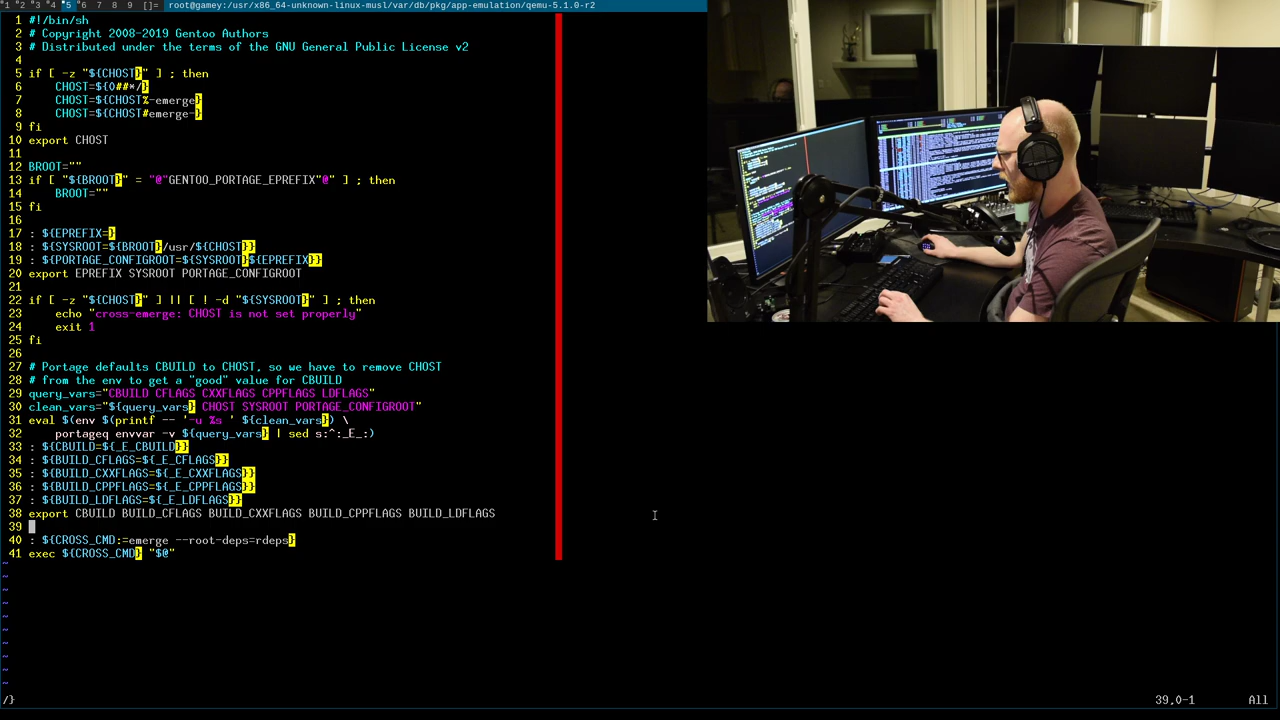 1 2 3 4 5 6 7 8 9 []= root@gamey:/usr/x86_64-unknown-linux-musl/var/db/pkg/app-emulation/qemu-5.1.0-r2
1 #!/bin/sh
2 # Copyright 2008-2019 Gentoo Authors
3 # Distributed under the terms of the GNU General Public License v2
4
5 if [ -z "${CHOST}" ] ; then
6     CHOST=${0##*/}
7     CHOST=${CHOST%-emerge}
8     CHOST=${CHOST#emerge-}
9 fi
10 export CHOST
11
12 BROOT=""
13 if [ "${BROOT}" = "@"GENTOO_PORTAGE_EPREFIX"@" ] ; then
14     BROOT=""
15 fi
16
17 : ${EPREFIX=}
18 : ${SYSROOT=${BROOT}/usr/${CHOST}}
19 : ${PORTAGE_CONFIGROOT=${SYSROOT}${EPREFIX}}
20 export EPREFIX SYSROOT PORTAGE_CONFIGROOT
21
22 if [ -z "${CHOST}" ] || [ ! -d "${SYSROOT}" ] ; then
23     echo "cross-emerge: CHOST is not set properly"
24     exit 1
25 fi
26
27 # Portage defaults CBUILD to CHOST, so we have to remove CHOST
28 # from the env to get a "good" value for CBUILD
29 query_vars="CBUILD CFLAGS CXXFLAGS CPPFLAGS LDFLAGS"
30 clean_vars="${query_vars} CHOST SYSROOT PORTAGE_CONFIGROOT"
31 eval $(env $(printf -- '-u %s ' ${clean_vars}) \
32     portageq envvar -v ${query_vars} | sed s:^:_E_:)
33 : ${CBUILD=${_E_CBUILD}}
34 : ${BUILD_CFLAGS=${_E_CFLAGS}}
35 : ${BUILD_CXXFLAGS=${_E_CXXFLAGS}}
36 : ${BUILD_CPPFLAGS=${_E_CPPFLAGS}}
37 : ${BUILD_LDFLAGS=${_E_LDFLAGS}}
38 export CBUILD BUILD_CFLAGS BUILD_CXXFLAGS BUILD_CPPFLAGS BUILD_LDFLAGS
39
40 : ${CROSS_CMD:=emerge --root-deps=rdeps}
41 exec ${CROSS_CMD} "$@"
~
~
~
~
~
~
~
~
~
~
/} 39,0-1 All